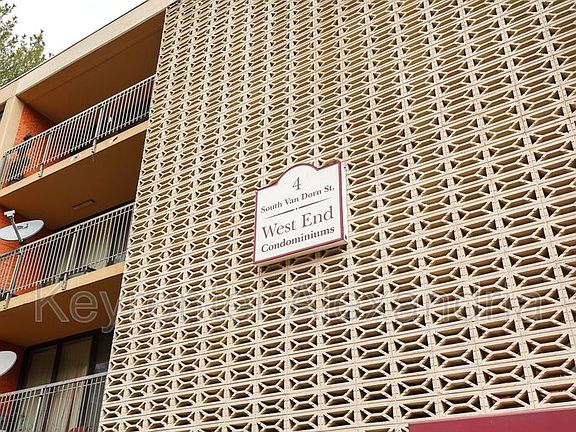 4
South Van Dorn St.
West End
Condominiums
Keyrenter Alexandria